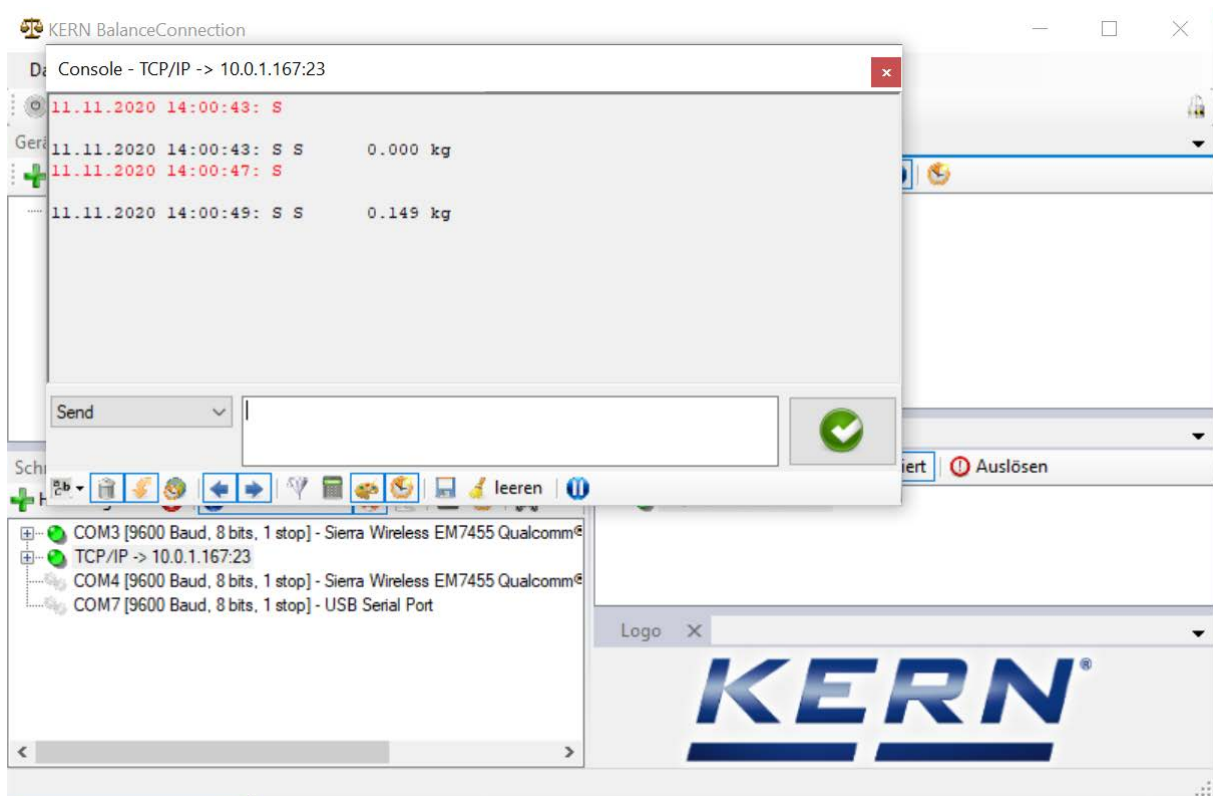 KERN BalanceConnection
Console - TCP/IP -> 10.0.1.167:23
11.11.2020 14:00:43: S
11.11.2020 14:00:43: S S 0.000 kg
11.11.2020 14:00:47: S
11.11.2020 14:00:49: S S 0.149 kg
Send
leeren
Auslösen
COM3 [9600 Baud, 8 bits, 1 stop] - Sierra Wireless EM7455 Qualcomm®
TCP/IP -> 10.0.1.167:23
COM4 [9600 Baud, 8 bits, 1 stop] - Sierra Wireless EM7455 Qualcomm®
COM7 [9600 Baud, 8 bits, 1 stop] - USB Serial Port
Logo
KERN®